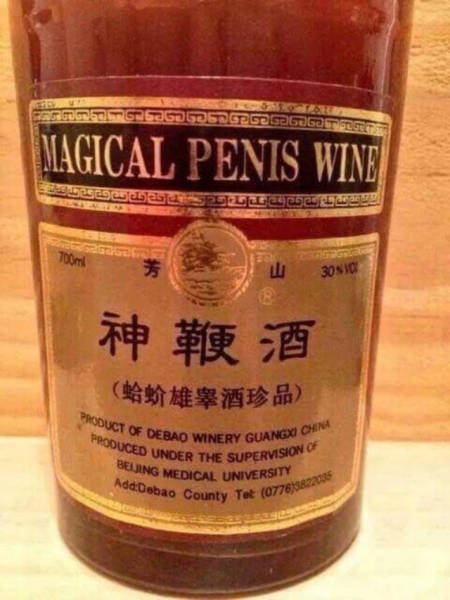 MAGICAL PENIS WINE
700ml 芳 山 30%VOL
®
神鞭酒
(蛤蚧雄睾酒珍品)
PRODUCT OF DEBAO WINERY GUANGXI CHINA
PRODUCED UNDER THE SUPERVISION OF
BEIJING MEDICAL UNIVERSITY
Add:Debao County Tel: (0776)3822035